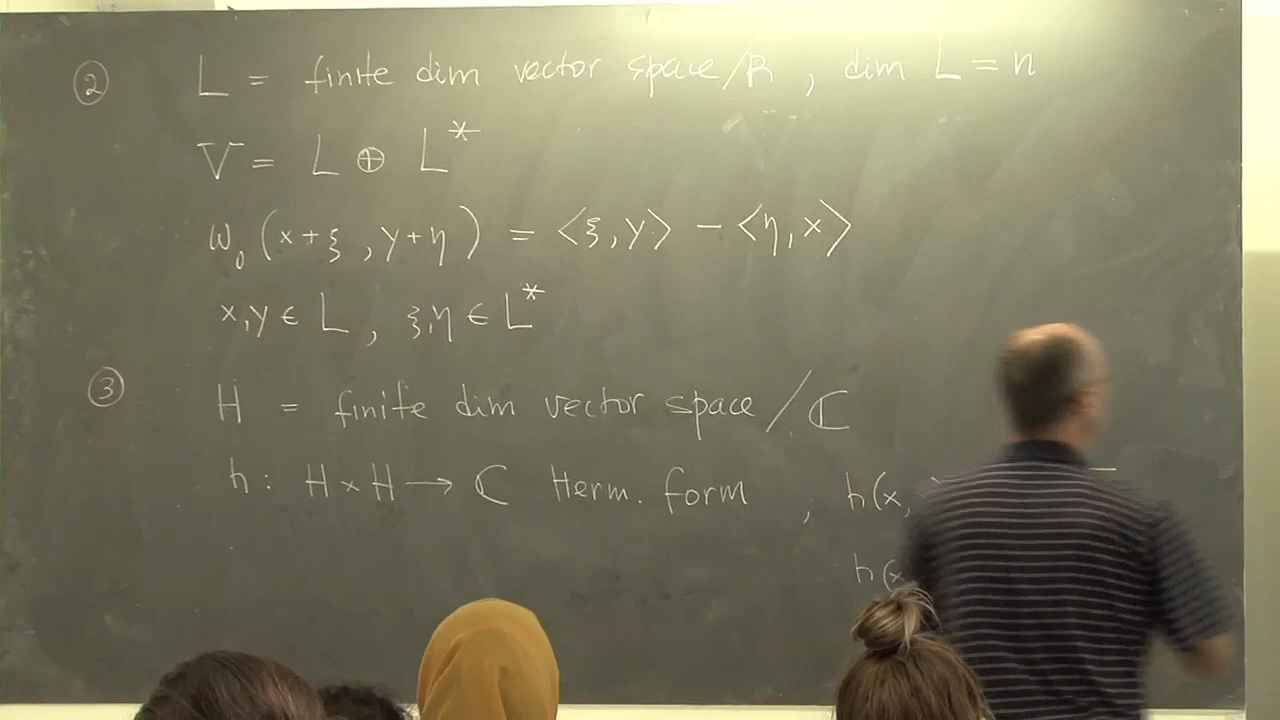 ② L = finite dim vector space/R , dim L = n
V = L ⊕ L*
ω₀ (x+ξ , y+η) = <ξ,y> − <η,x>
x,y ∈ L , ξ,η ∈ L*
③ H = finite dim vector space / ℂ
h : H × H → ℂ Herm. form , h(x,
h(x